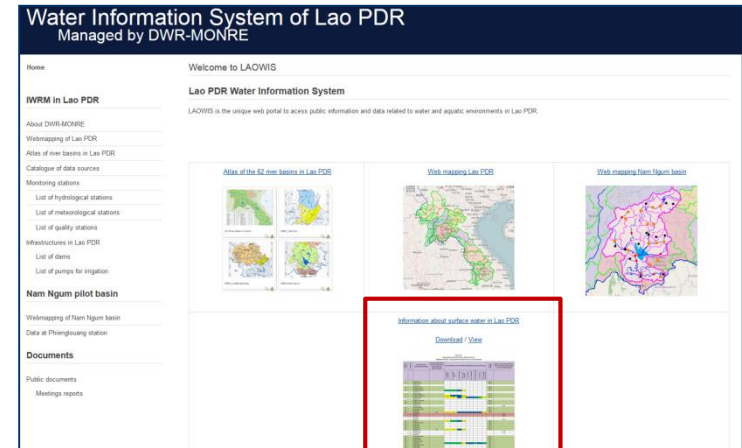 Water Information System of Lao PDR
Managed by DWR-MONRE
Home
IWRM in Lao PDR
About DWR-MONRE
Webmapping of Lao PDR
Atlas of river basins in Lao PDR
Catalogue of data sources
Monitoring stations
List of hydrological stations
List of meteorological stations
List of quality stations
Infrastructures in Lao PDR
List of dams
List of pumps for irrigation
Nam Ngum pilot basin
Webmapping of Nam Ngum basin
Data at Phiengluang station
Documents
Public documents
Meetings reports
Welcome to LAOWIS
Lao PDR Water Information System
LAOWIS is the unique web portal to acess public information and data related to water and aquatic environments in Lao PDR.
Atlas of the 62 river basins in Lao PDR
Web mapping Lao PDR
Web mapping Nam Ngum basin
Information about surface water in Lao PDR
Download / View